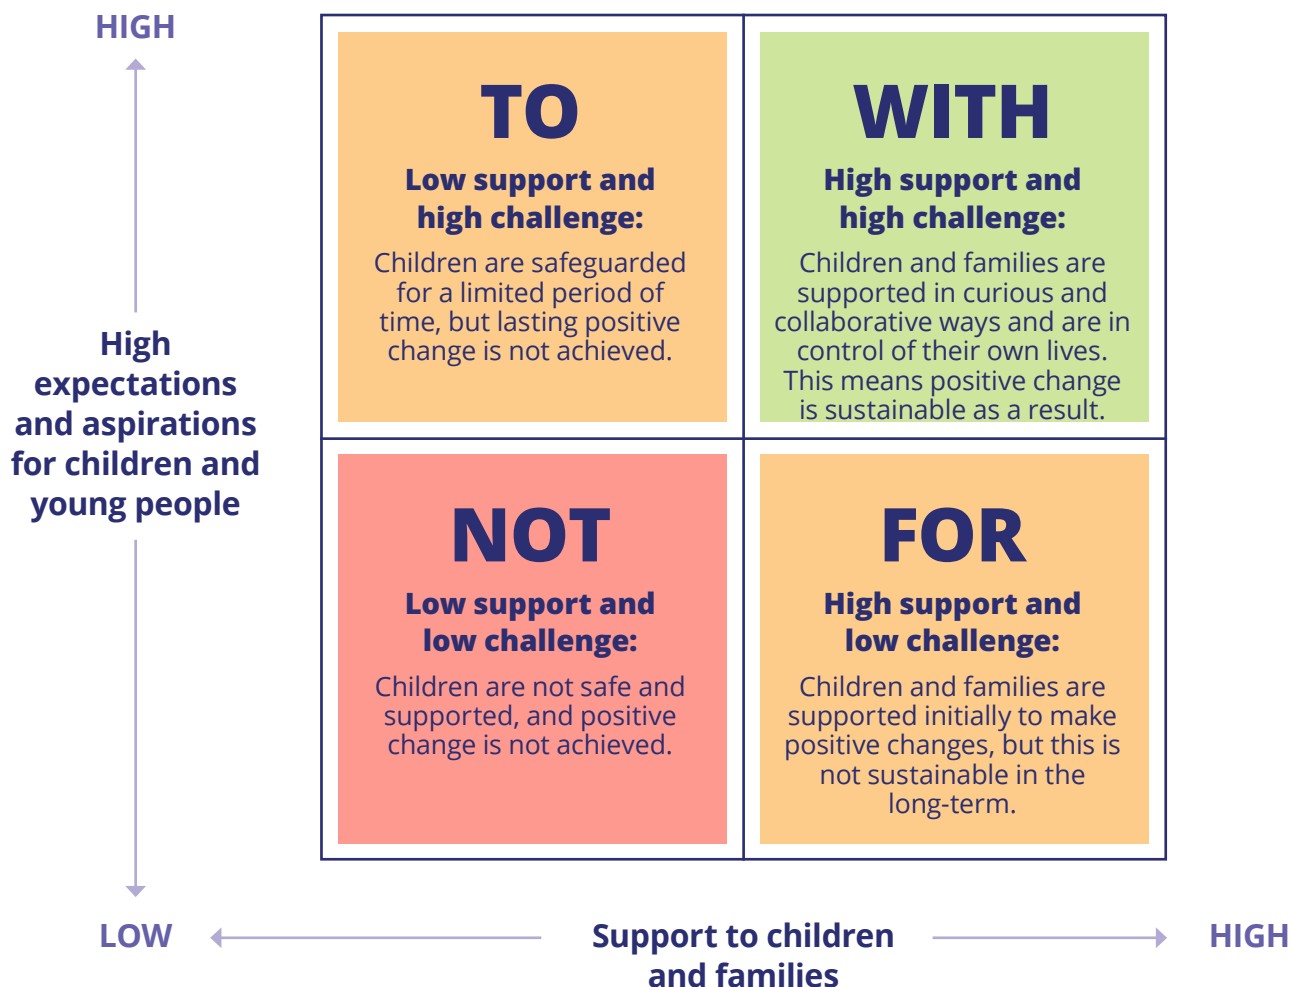 HIGH
High
expectations
and aspirations
for children and
young people
LOW
TO
Low support and
high challenge:
Children are safeguarded
for a limited period of
time, but lasting positive
change is not achieved.
WITH
High support and
high challenge:
Children and families are
supported in curious and
collaborative ways and are in
control of their own lives.
This means positive change
is sustainable as a result.
NOT
Low support and
low challenge:
Children are not safe and
supported, and positive
change is not achieved.
FOR
High support and
low challenge:
Children and families are
supported initially to make
positive changes, but this is
not sustainable in the
long-term.
Support to children
and families
HIGH